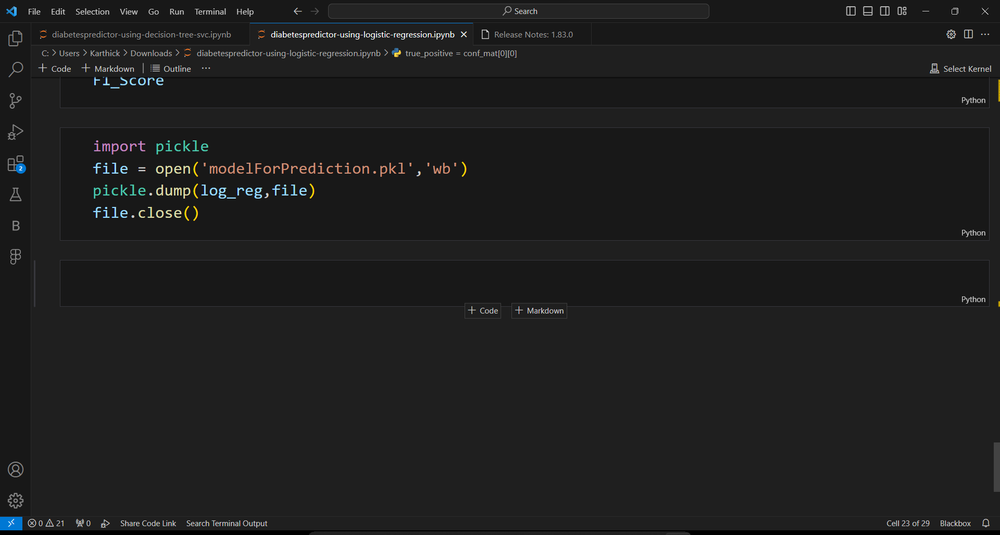 File Edit Selection View Go Run Terminal Help
Search
diabetespredictor-using-decision-tree-svc.ipynb
diabetespredictor-using-logistic-regression.ipynb
Release Notes: 1.83.0
C: > Users > Karthick > Downloads > diabetespredictor-using-logistic-regression.ipynb > true_positive = conf_mat[0][0]
+ Code + Markdown | Outline ···
Select Kernel
F1_Score
Python
import pickle
file = open('modelForPrediction.pkl','wb')
pickle.dump(log_reg,file)
file.close()
Python
Python
+ Code + Markdown
2
B
0 21 0 Share Code Link Search Terminal Output
Cell 23 of 29 Blackbox